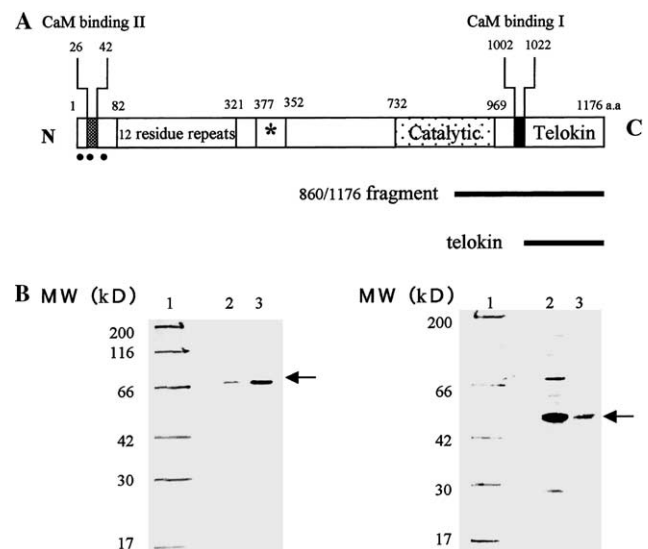 A
CaM binding II
CaM binding I
26 42
1002 1022
1 82 321 377 352 732 969 1176 a.a
N 12 residue repeats * Catalytic Telokin C
860/1176 fragment
telokin
B MW (kD) 1 2 3
200
116
66
42
30
17
MW (kD) 1 2 3
200
66
42
30
17